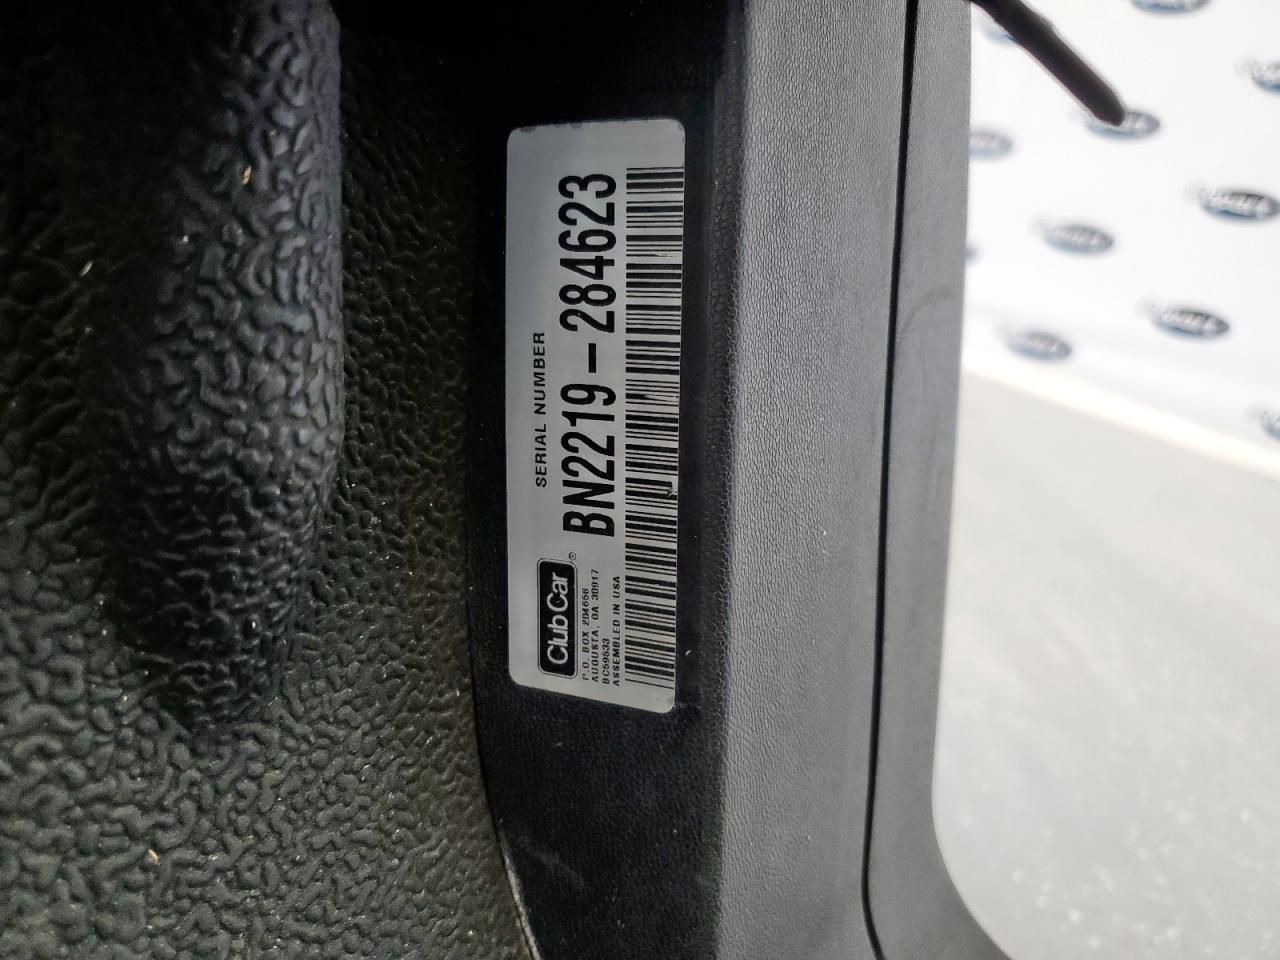 SERIAL NUMBER
BN2219-284623
Club Car®
P.O. BOX 204658
AUGUSTA, GA 30917
ASSEMBLED IN USA